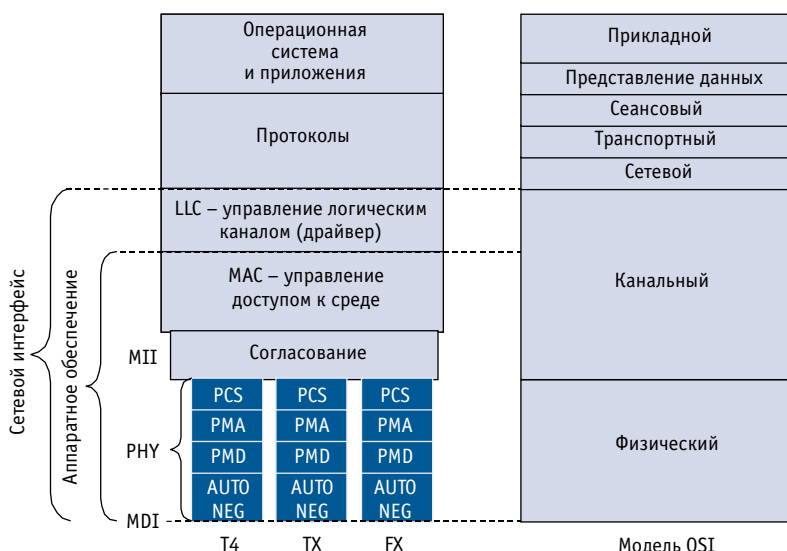 Операционная
система
и приложения
Протоколы
LLC – управление логическим
каналом (драйвер)
MAC – управление
доступом к среде
Согласование
Сетевой интерфейс
Аппаратное обеспечение
MII
PHY
MDI
PCS PCS PCS
PMA PMA PMA
PMD PMD PMD
AUTO AUTO AUTO
NEG NEG NEG
T4 TX FX
Прикладной
Представление данных
Сеансовый
Транспортный
Сетевой
Канальный
Физический
Модель OSI